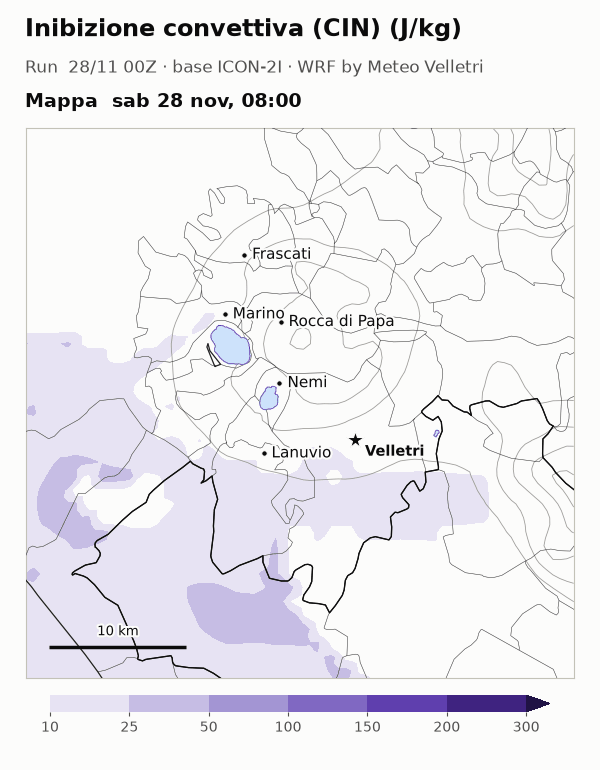 Inibizione convettiva (CIN) (J/kg)
Run 28/11 00Z · base ICON-2I · WRF by Meteo Velletri
Mappa sab 28 nov, 08:00
Frascati
Marino
Rocca di Papa
Nemi
Velletri
Lanuvio
10 km
10 25 50 100 150 200 300